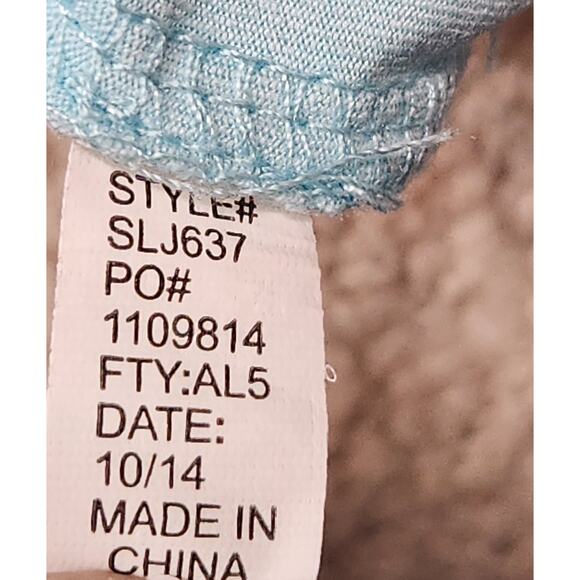 STYLE#
SLJ637
PO#
1109814
FTY:AL5
DATE:
10/14
MADE IN
CHINA